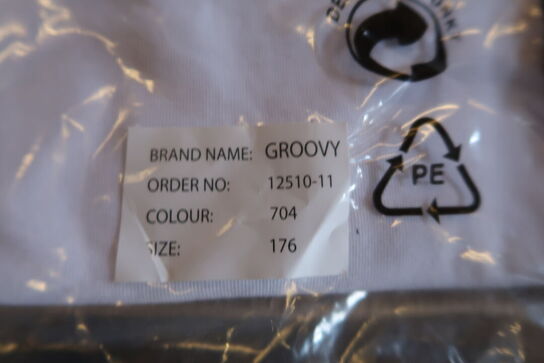 BRAND NAME: GROOVY
ORDER NO: 12510-11
COLOUR: 704
SIZE: 176
PE